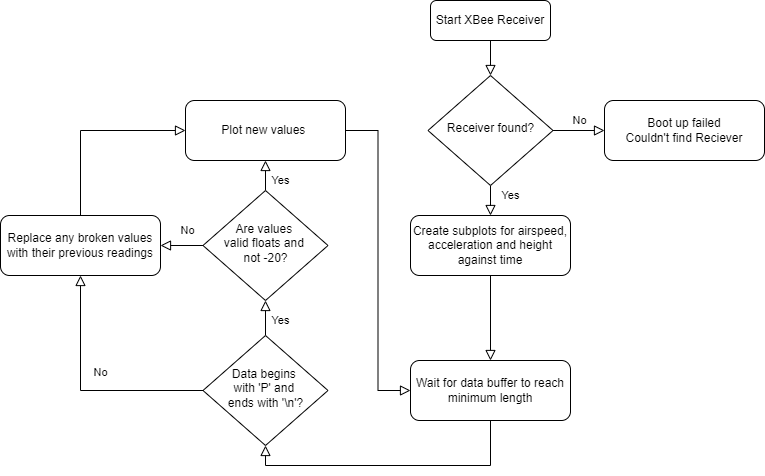 Start XBee Receiver
Receiver found?
No
Boot up failed
Couldn't find Reciever
Yes
Create subplots for airspeed,
acceleration and height
against time
Wait for data buffer to reach
minimum length
Data begins
with 'P' and
ends with '\n'?
No
Yes
Are values
valid floats and
not -20?
No
Replace any broken values
with their previous readings
Yes
Plot new values